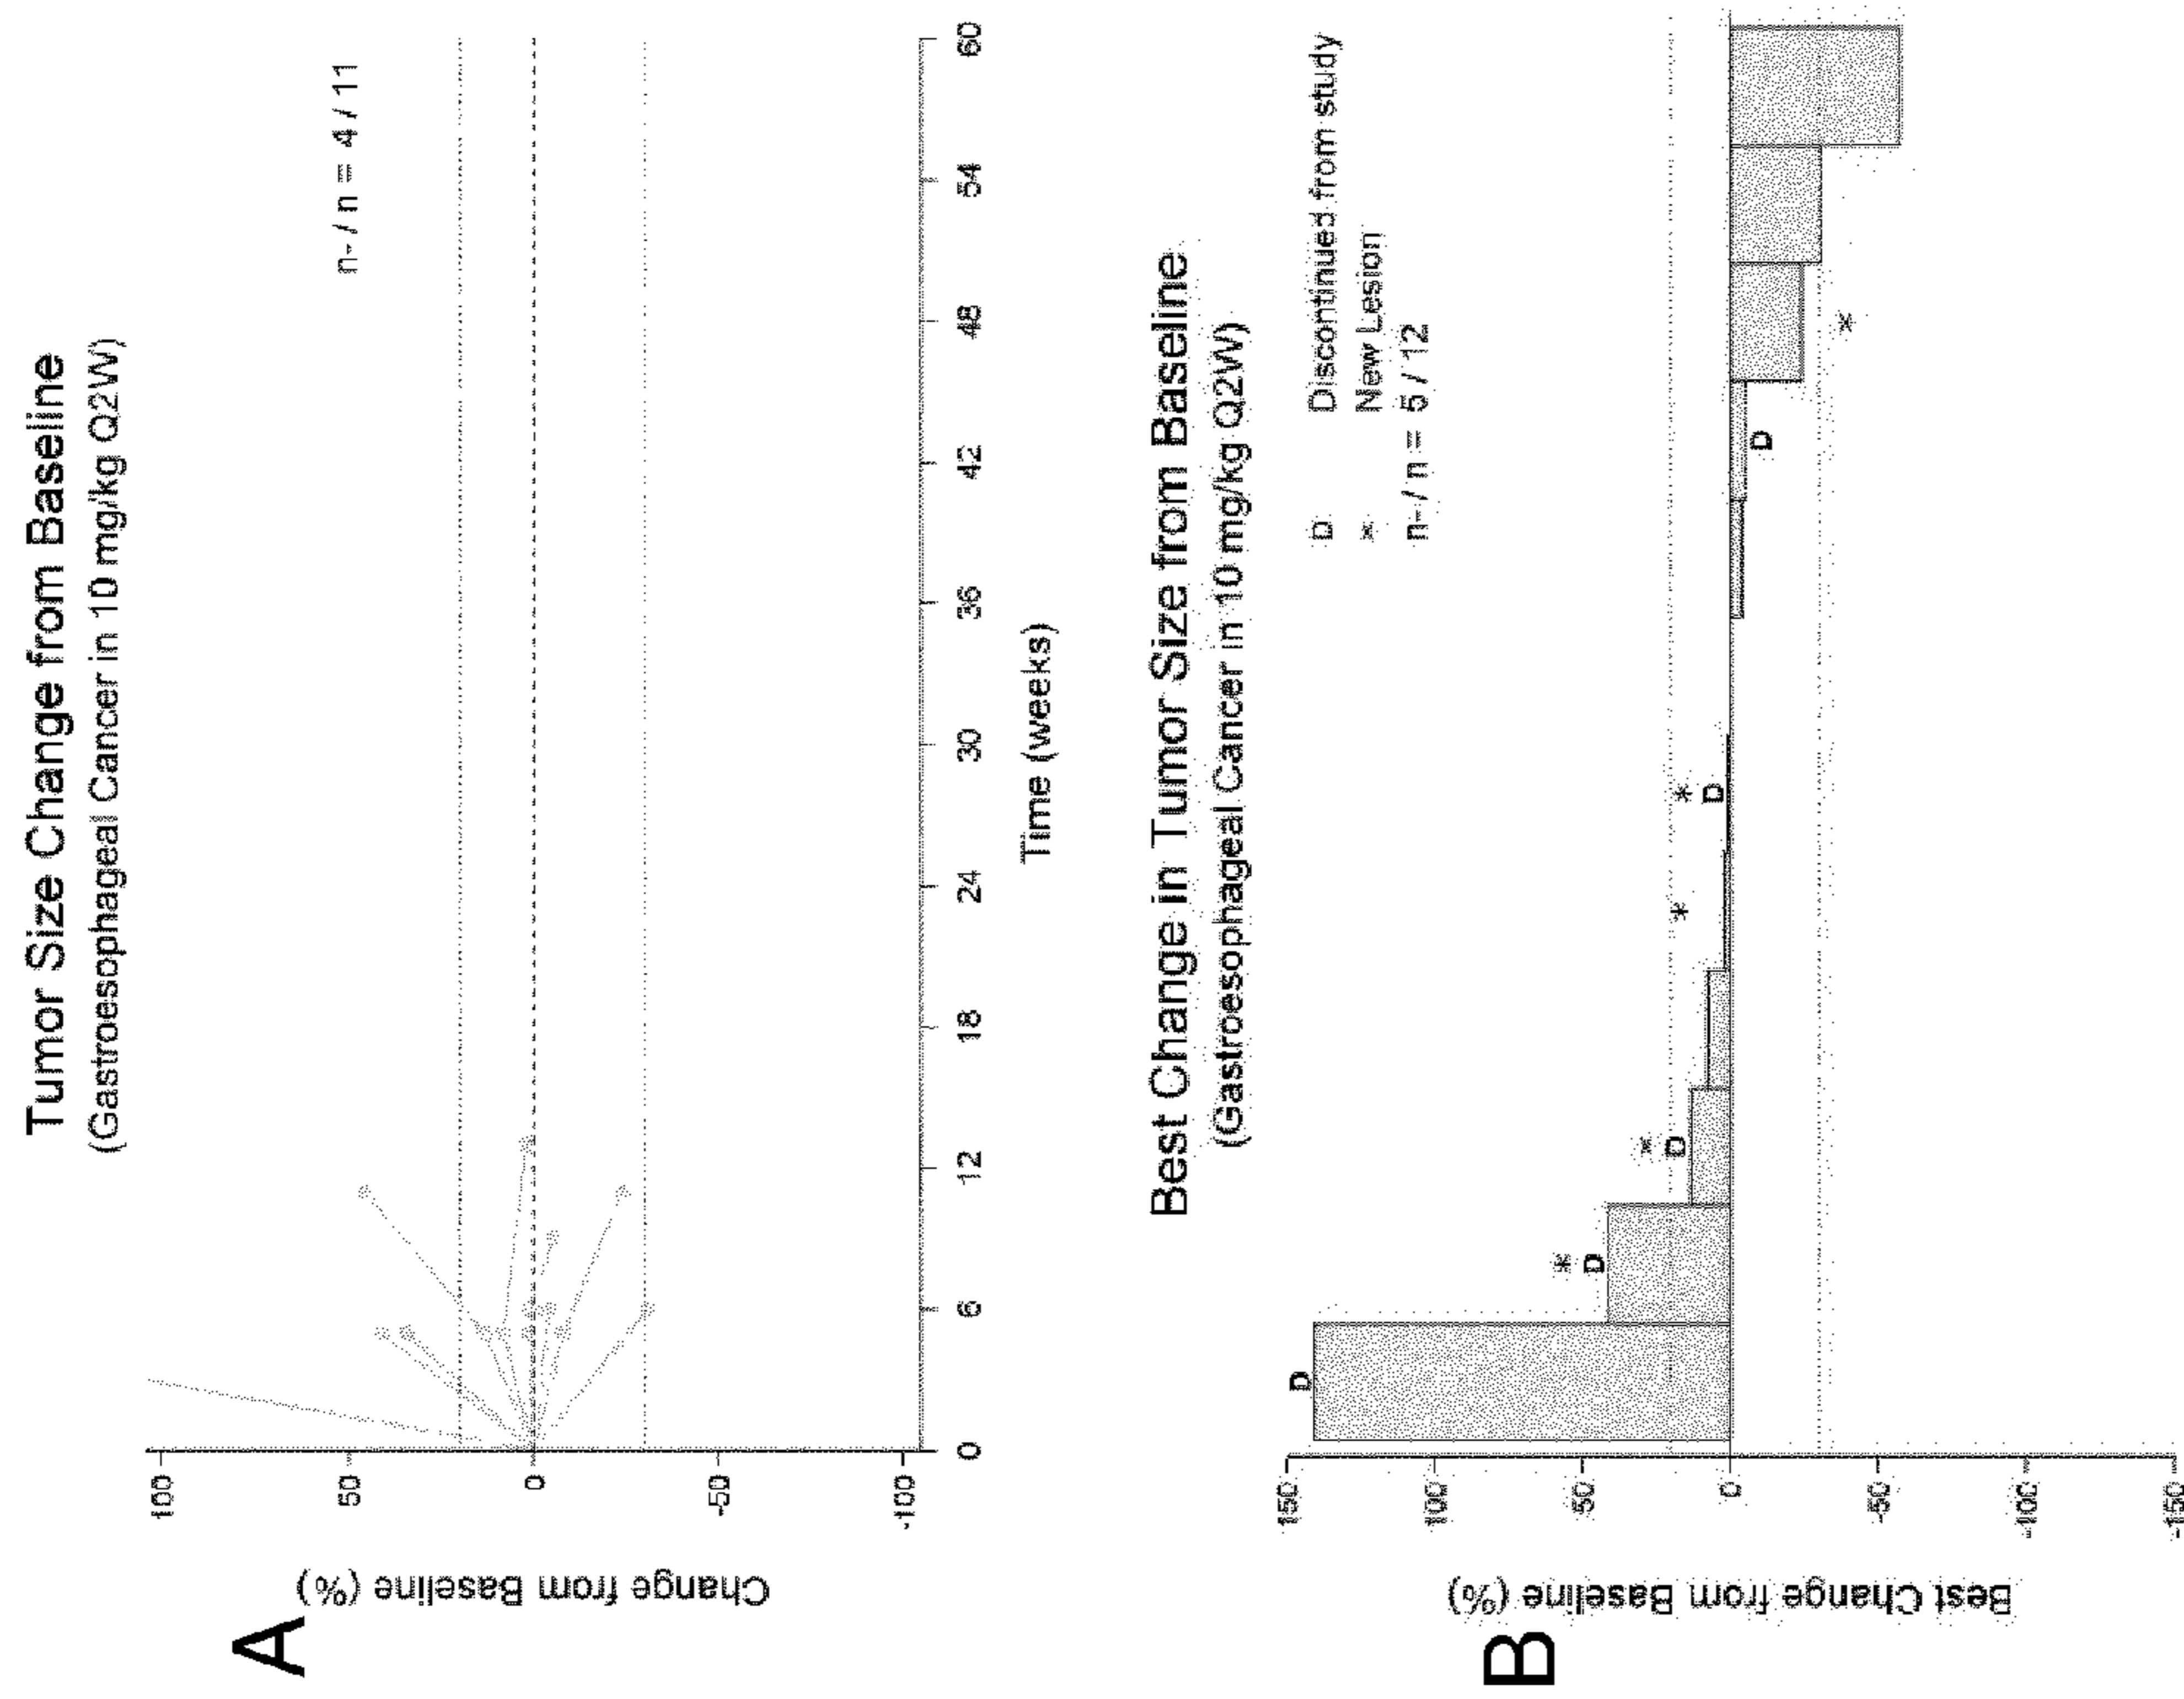 A
Tumor Size Change from Baseline
(Gastroesophageal Cancer in 10 mg/kg Q2W)
n- / n = 4 / 11
Change from Baseline (%)
100
50
0
-50
-100
0 6 12 18 24 30 36 42 48 54 60
Time (weeks)
B
Best Change in Tumor Size from Baseline
(Gastroesophageal Cancer in 10 mg/kg Q2W)
D Discontinued from study
* New Lesion
n- / n = 5 / 12
Best Change from Baseline (%)
150
100
50
0
-50
-100
-150
D
* D
* D
*
* D
D
*